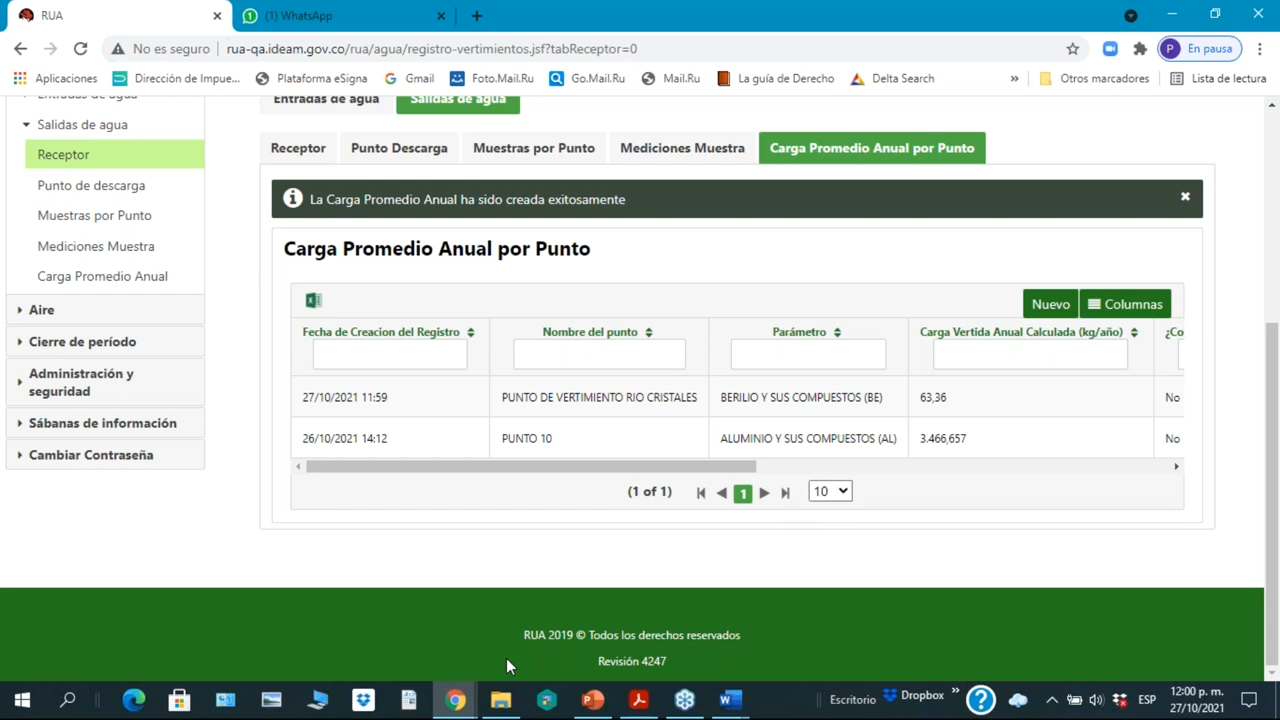 RUA
(1) WhatsApp
No es seguro
rua-qa.ideam.gov.co/rua/agua/registro-vertimientos.jsf?tabReceptor=0
P En pausa
Aplicaciones
Dirección de Impue...
Plataforma eSigna
Gmail
Foto.Mail.Ru
Go.Mail.Ru
Mail.Ru
La guía de Derecho
Delta Search
»
Otros marcadores
Lista de lectura
Entradas de agua
Salidas de agua
Receptor
Punto de descarga
Muestras por Punto
Mediciones Muestra
Carga Promedio Anual
Aire
Cierre de período
Administración y
seguridad
Sábanas de información
Cambiar Contraseña
Entradas de agua
Salidas de agua
Receptor
Punto Descarga
Muestras por Punto
Mediciones Muestra
Carga Promedio Anual por Punto
La Carga Promedio Anual ha sido creada exitosamente
Carga Promedio Anual por Punto
Nuevo
Columnas
Fecha de Creacion del Registro
Nombre del punto
Parámetro
Carga Vertida Anual Calculada (kg/año)
¿Co
27/10/2021 11:59
PUNTO DE VERTIMIENTO RIO CRISTALES
BERILIO Y SUS COMPUESTOS (BE)
63,36
No
26/10/2021 14:12
PUNTO 10
ALUMINIO Y SUS COMPUESTOS (AL)
3.466,657
No
(1 of 1)
1
10
RUA 2019 © Todos los derechos reservados
Revisión 4247
Escritorio
Dropbox
»
ESP
12:00 p. m.
27/10/2021